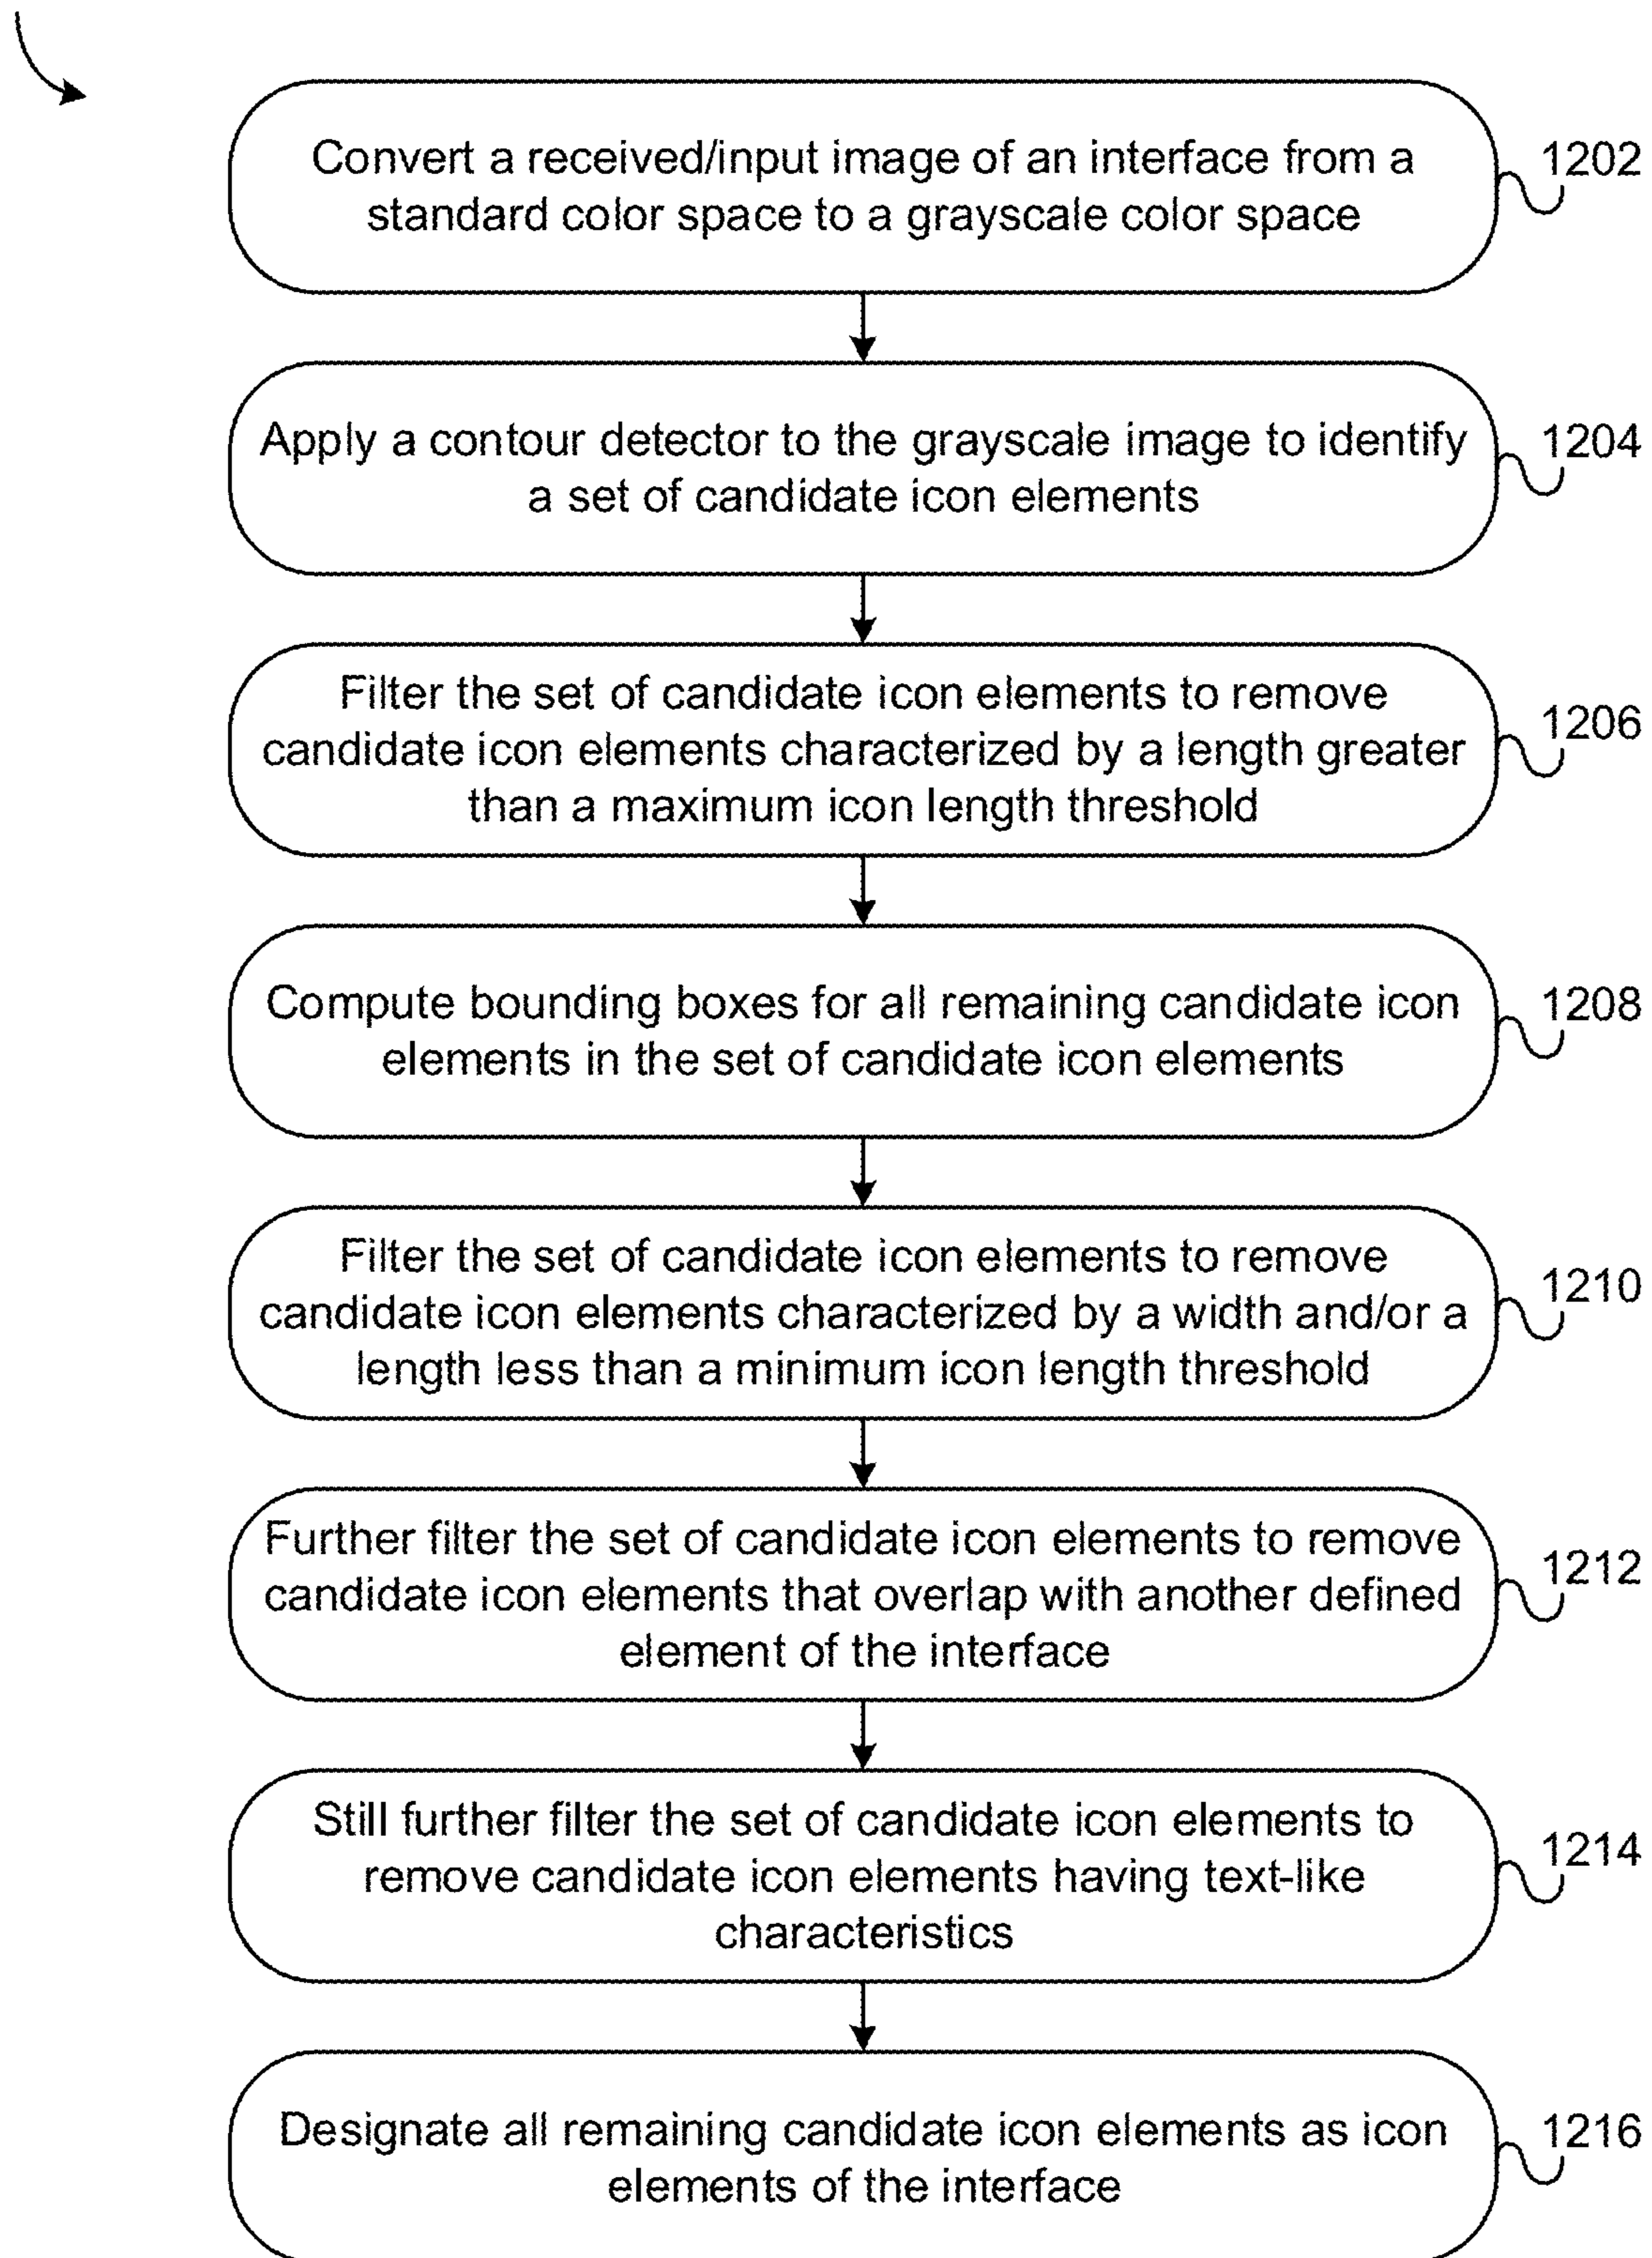 Convert a received/input image of an interface from a
standard color space to a grayscale color space
1202
Apply a contour detector to the grayscale image to identify
a set of candidate icon elements
1204
Filter the set of candidate icon elements to remove
candidate icon elements characterized by a length greater
than a maximum icon length threshold
1206
Compute bounding boxes for all remaining candidate icon
elements in the set of candidate icon elements
1208
Filter the set of candidate icon elements to remove
candidate icon elements characterized by a width and/or a
length less than a minimum icon length threshold
1210
Further filter the set of candidate icon elements to remove
candidate icon elements that overlap with another defined
element of the interface
1212
Still further filter the set of candidate icon elements to
remove candidate icon elements having text-like
characteristics
1214
Designate all remaining candidate icon elements as icon
elements of the interface
1216